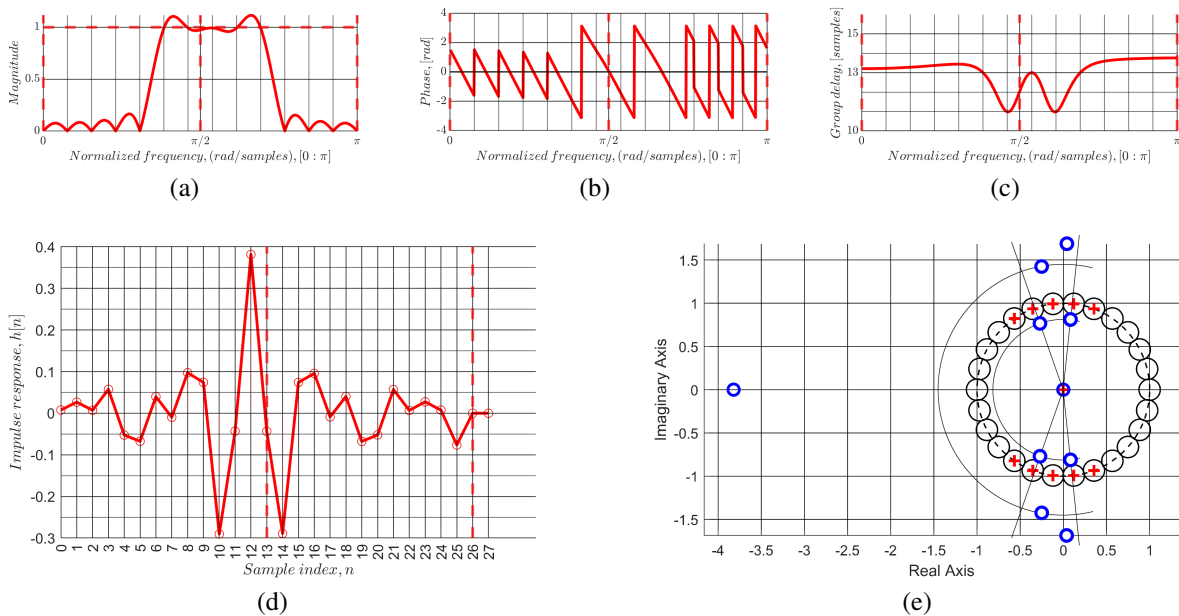 Magnitude
1
0.5
0
0
π/2
π
Normalized frequency, (rad/samples), [0 : π]
(a)
Phase, [rad]
4
2
0
-2
-4
0
π/2
π
Normalized frequency, (rad/samples), [0 : π]
(b)
Group delay, [samples]
15
13
10
0
π/2
π
Normalized frequency, (rad/samples), [0 : π]
(c)
Impulse response, h[n]
0.4
0.3
0.2
0.1
0
-0.1
-0.2
-0.3
0 1 2 3 4 5 6 7 8 9 10 11 12 13 14 15 16 17 18 19 20 21 22 23 24 25 26 27
Sample index, n
(d)
Imaginary Axis
1.5
1
0.5
0
-0.5
-1
-1.5
-4 -3.5 -3 -2.5 -2 -1.5 -1 -0.5 0 0.5 1
Real Axis
(e)